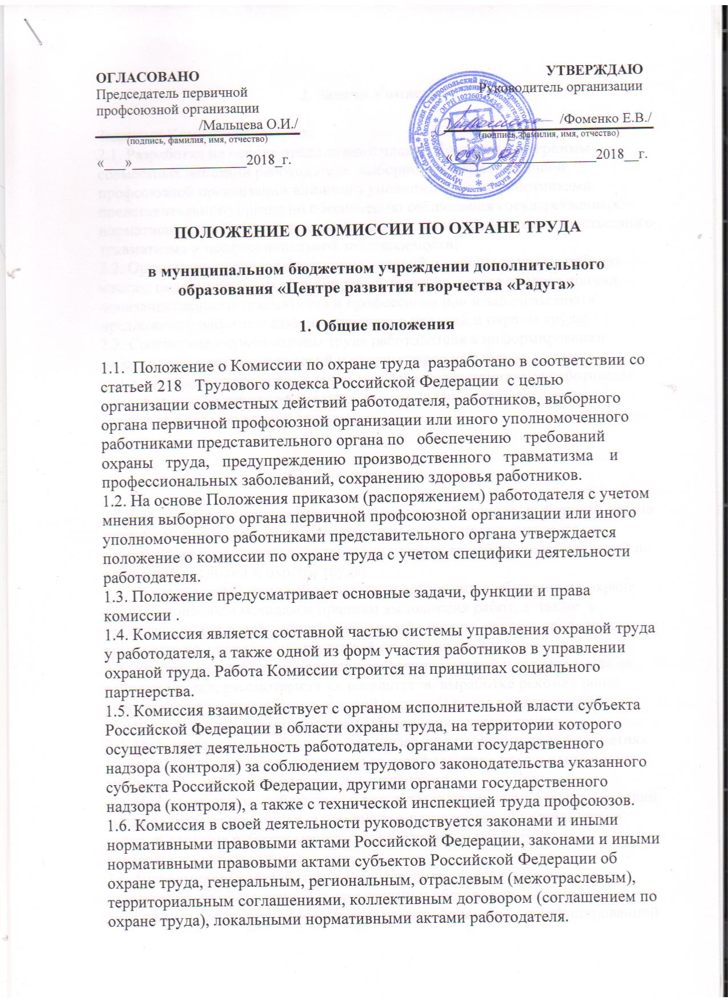 ОГЛАСОВАНО
Председатель первичной
профсоюзной организации
/Мальцева О.И./
(подпись, фамилия, имя, отчество)
« » ________________2018_г.
УТВЕРЖДАЮ
Руководитель организации
/Фоменко Е.В./
(подпись, фамилия, имя, отчество)
«09» ________________2018__г.
ОГРН 1022603424348
ПОЛОЖЕНИЕ О КОМИССИИ ПО ОХРАНЕ ТРУДА
в муниципальном бюджетном учреждении дополнительного
образования «Центре развития творчества «Радуга»
1. Общие положения
1.1. Положение о Комиссии по охране труда разработано в соответствии со
статьей 218 Трудового кодекса Российской Федерации с целью
организации совместных действий работодателя, работников, выборного
органа первичной профсоюзной организации или иного уполномоченного
работниками представительного органа по обеспечению требований
охраны труда, предупреждению производственного травматизма и
профессиональных заболеваний, сохранению здоровья работников.
1.2. На основе Положения приказом (распоряжением) работодателя с учетом
мнения выборного органа первичной профсоюзной организации или иного
уполномоченного работниками представительного органа утверждается
положение о комиссии по охране труда с учетом специфики деятельности
работодателя.
1.3. Положение предусматривает основные задачи, функции и права
комиссии .
1.4. Комиссия является составной частью системы управления охраной труда
у работодателя, а также одной из форм участия работников в управлении
охраной труда. Работа Комиссии строится на принципах социального
партнерства.
1.5. Комиссия взаимодействует с органом исполнительной власти субъекта
Российской Федерации в области охраны труда, на территории которого
осуществляет деятельность работодатель, органами государственного
надзора (контроля) за соблюдением трудового законодательства указанного
субъекта Российской Федерации, другими органами государственного
надзора (контроля), а также с технической инспекцией труда профсоюзов.
1.6. Комиссия в своей деятельности руководствуется законами и иными
нормативными правовыми актами Российской Федерации, законами и иными
нормативными правовыми актами субъектов Российской Федерации об
охране труда, генеральным, региональным, отраслевым (межотраслевым),
территориальным соглашениями, коллективным договором (соглашением по
охране труда), локальными нормативными актами работодателя.